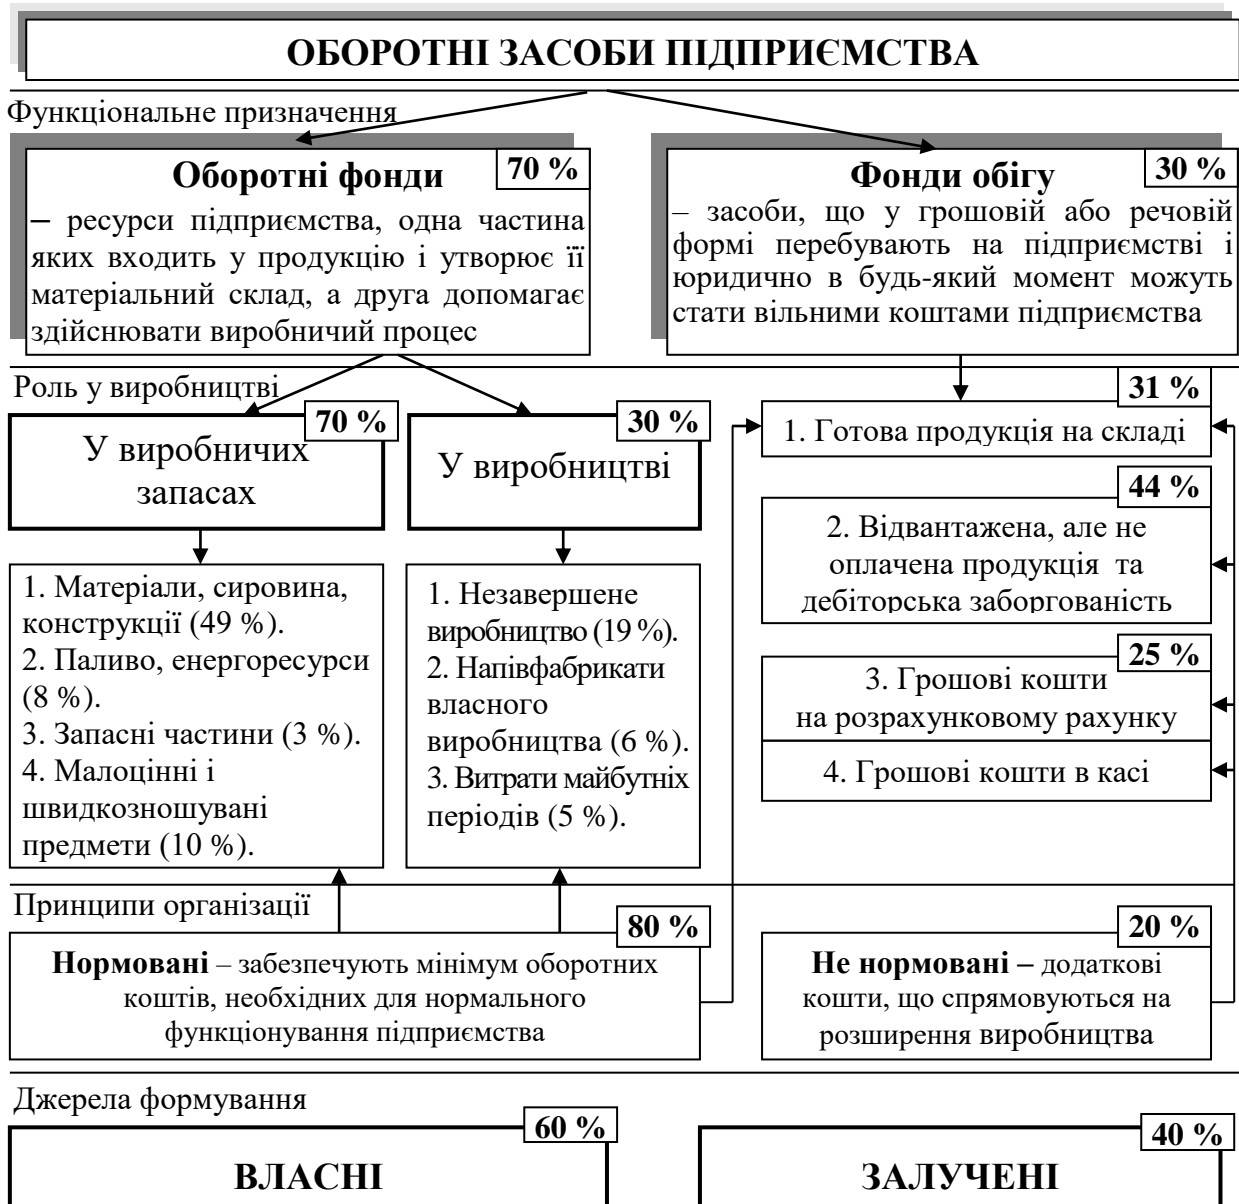 ОБОРОТНІ ЗАСОБИ ПІДПРИЄМСТВА
Функціональне призначення
Оборотні фонди
70 %
– ресурси підприємства, одна частина
яких входить у продукцію і утворює її
матеріальний склад, а друга допомагає
здійснювати виробничий процес
Фонди обігу
30 %
– засоби, що у грошовій або речовій
формі перебувають на підприємстві і
юридично в будь-який момент можуть
стати вільними коштами підприємства
Роль у виробництві
70 %
У виробничих
запасах
30 %
У виробництві
31 %
1. Готова продукція на складі
44 %
2. Відвантажена, але не
оплачена продукція та
дебіторська заборгованість
25 %
3. Грошові кошти
на розрахунковому рахунку
4. Грошові кошти в касі
1. Матеріали, сировина,
конструкції (49 %).
2. Паливо, енергоресурси
(8 %).
3. Запасні частини (3 %).
4. Малоцінні і
швидкозношувані
предмети (10 %).
1. Незавершене
виробництво (19 %).
2. Напівфабрикати
власного
виробництва (6 %).
3. Витрати майбутніх
періодів (5 %).
Принципи організації
80 %
Нормовані – забезпечують мінімум оборотних
коштів, необхідних для нормального
функціонування підприємства
20 %
Не нормовані – додаткові
кошти, що спрямовуються на
розширення виробництва
Джерела формування
60 %
ВЛАСНІ
40 %
ЗАЛУЧЕНІ